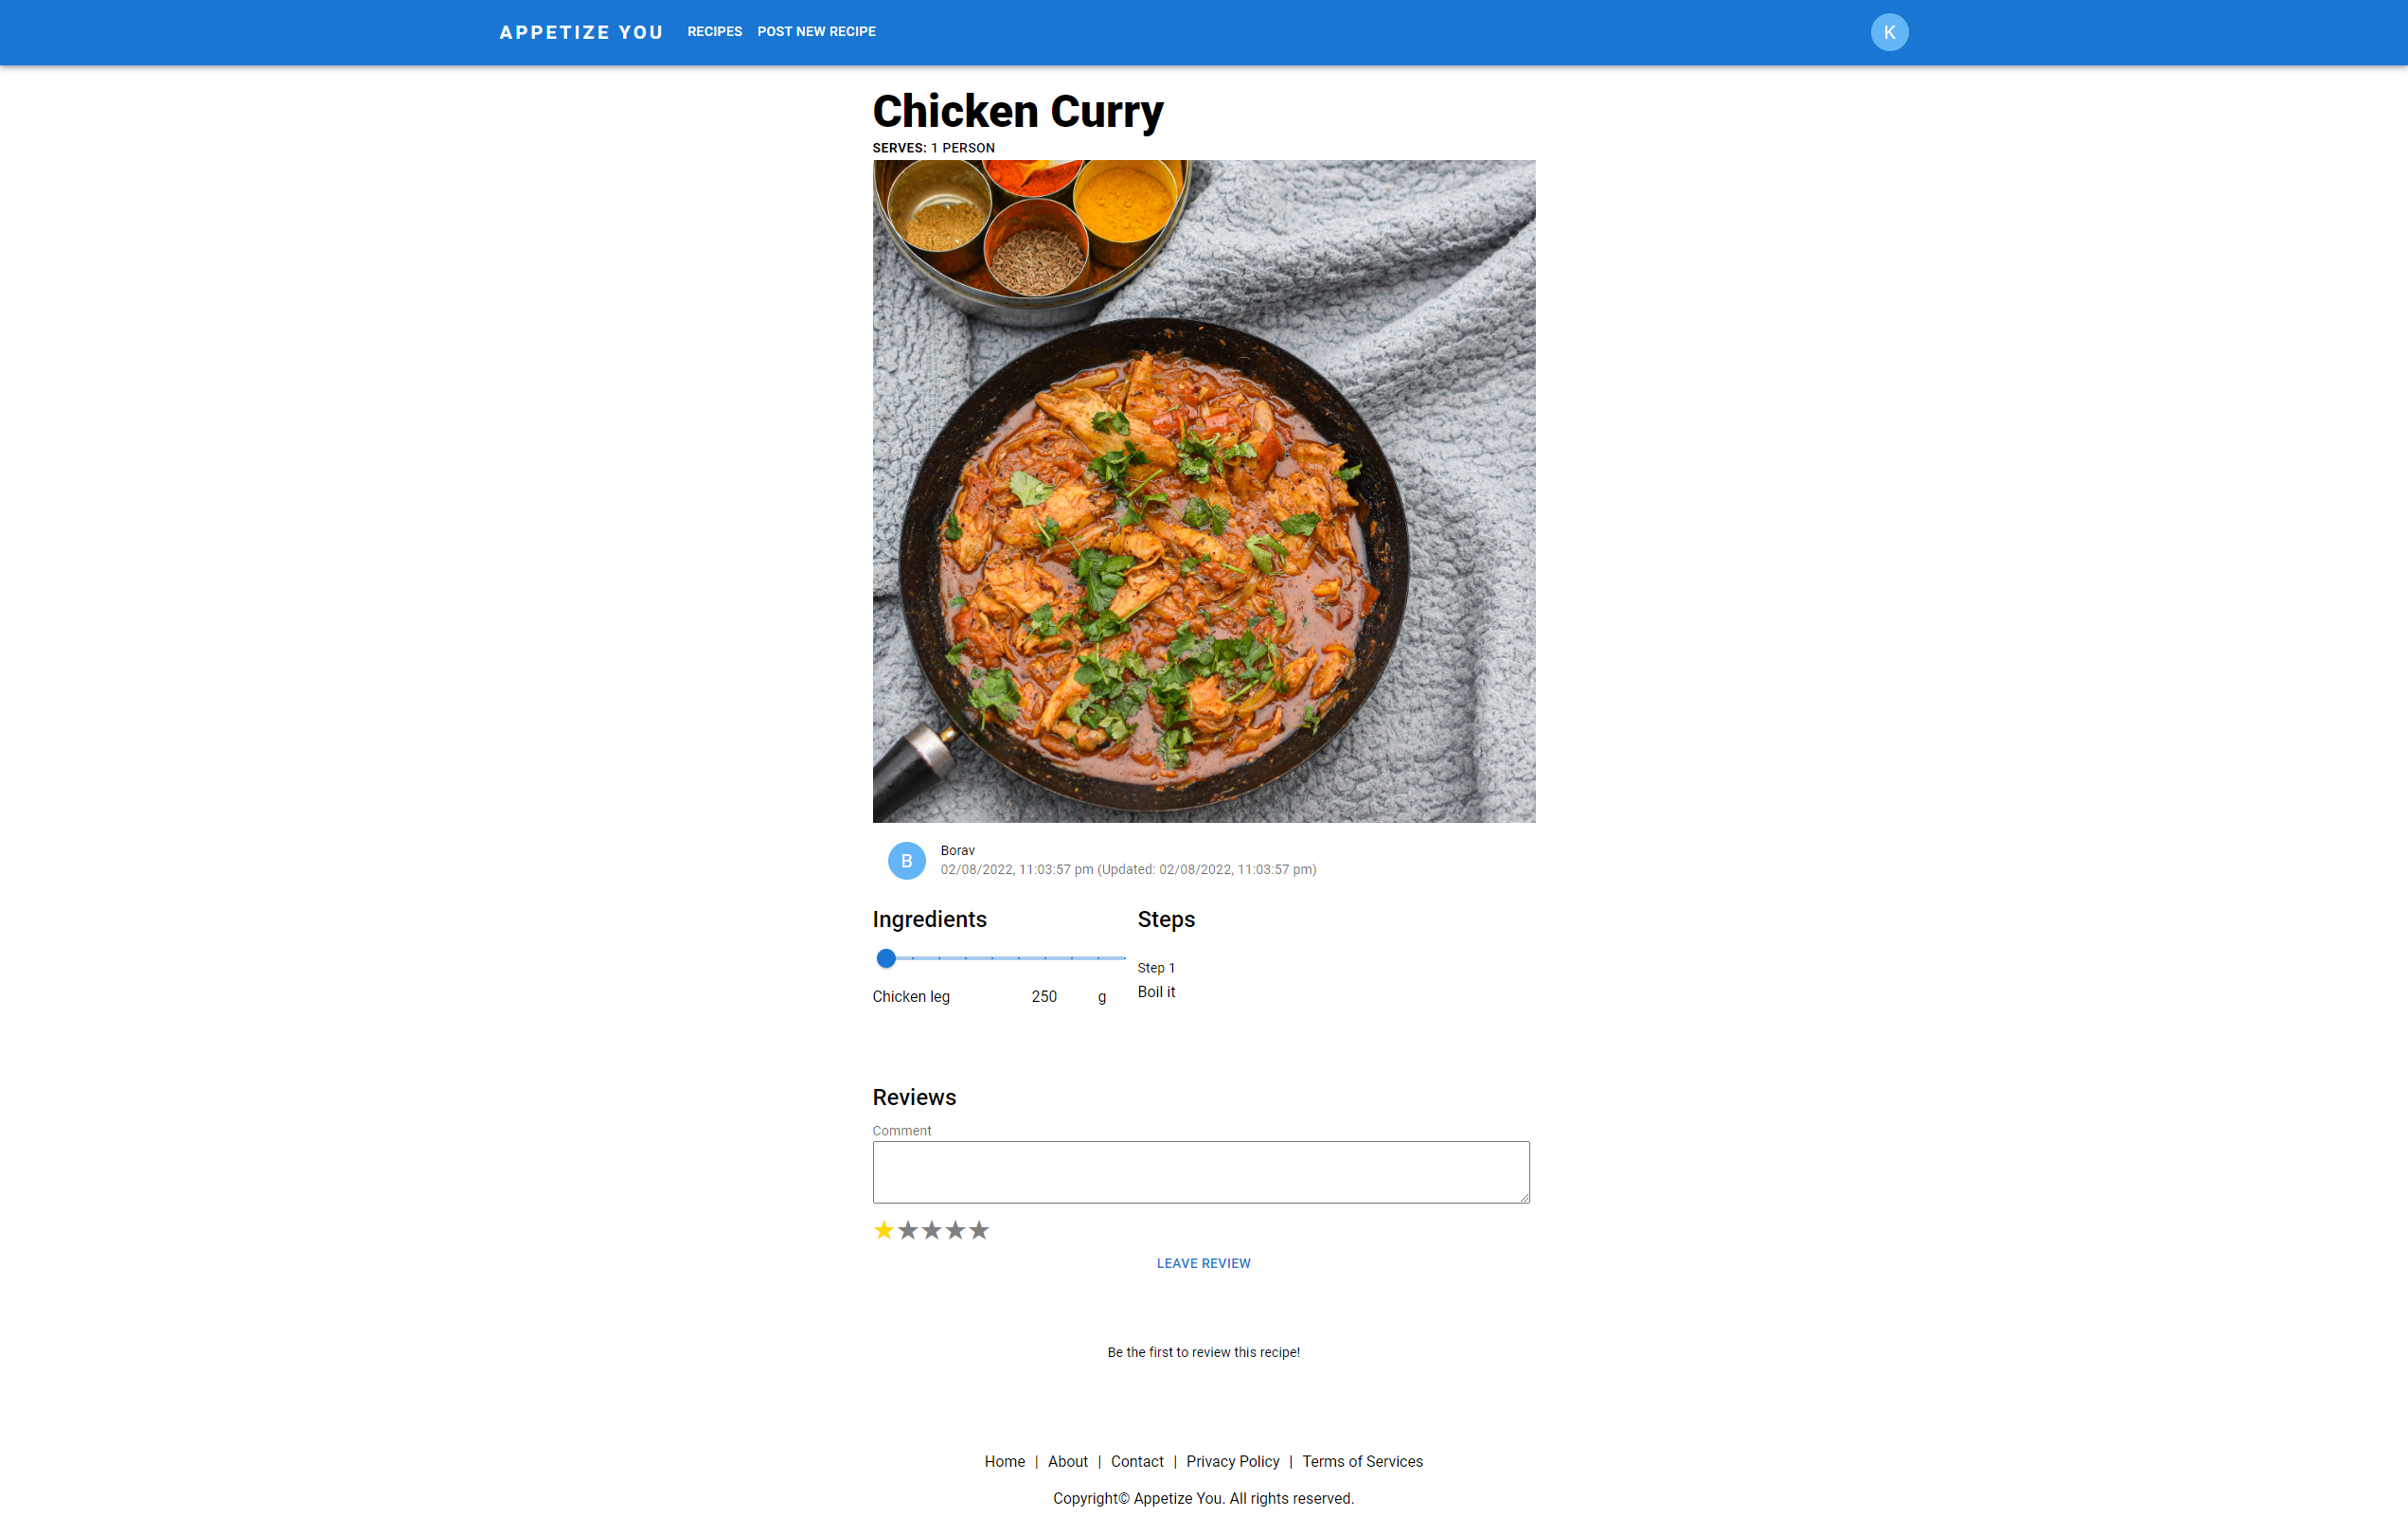 APPETIZE YOU RECIPES POST NEW RECIPE K
Chicken Curry
SERVES: 1 PERSON
B Borav
02/08/2022, 11:03:57 pm (Updated: 02/08/2022, 11:03:57 pm)
Ingredients
Chicken leg 250 g
Steps
Step 1
Boil it
Reviews
Comment
LEAVE REVIEW
Be the first to review this recipe!
Home | About | Contact | Privacy Policy | Terms of Services
Copyright© Appetize You. All rights reserved.